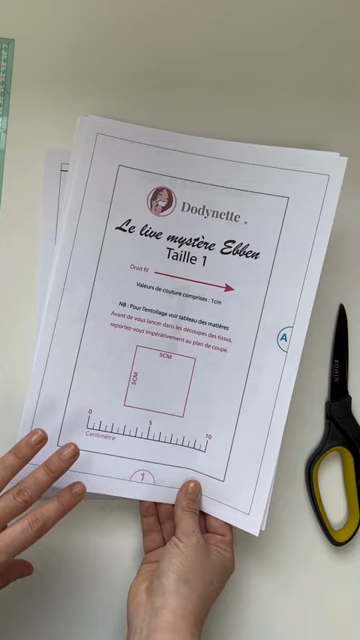 Dodynette
Le live mystère Ebben
Taille 1
Droit fil
Valeurs de couture comprises : 1cm
NB : Pour l'entoilage voir tableau des matières
Avant de vous lancer dans les découpes des tissus,
reportez-vous impérativement au plan de coupe.
5CM
5CM
0 5 10
Centimètre
1
A